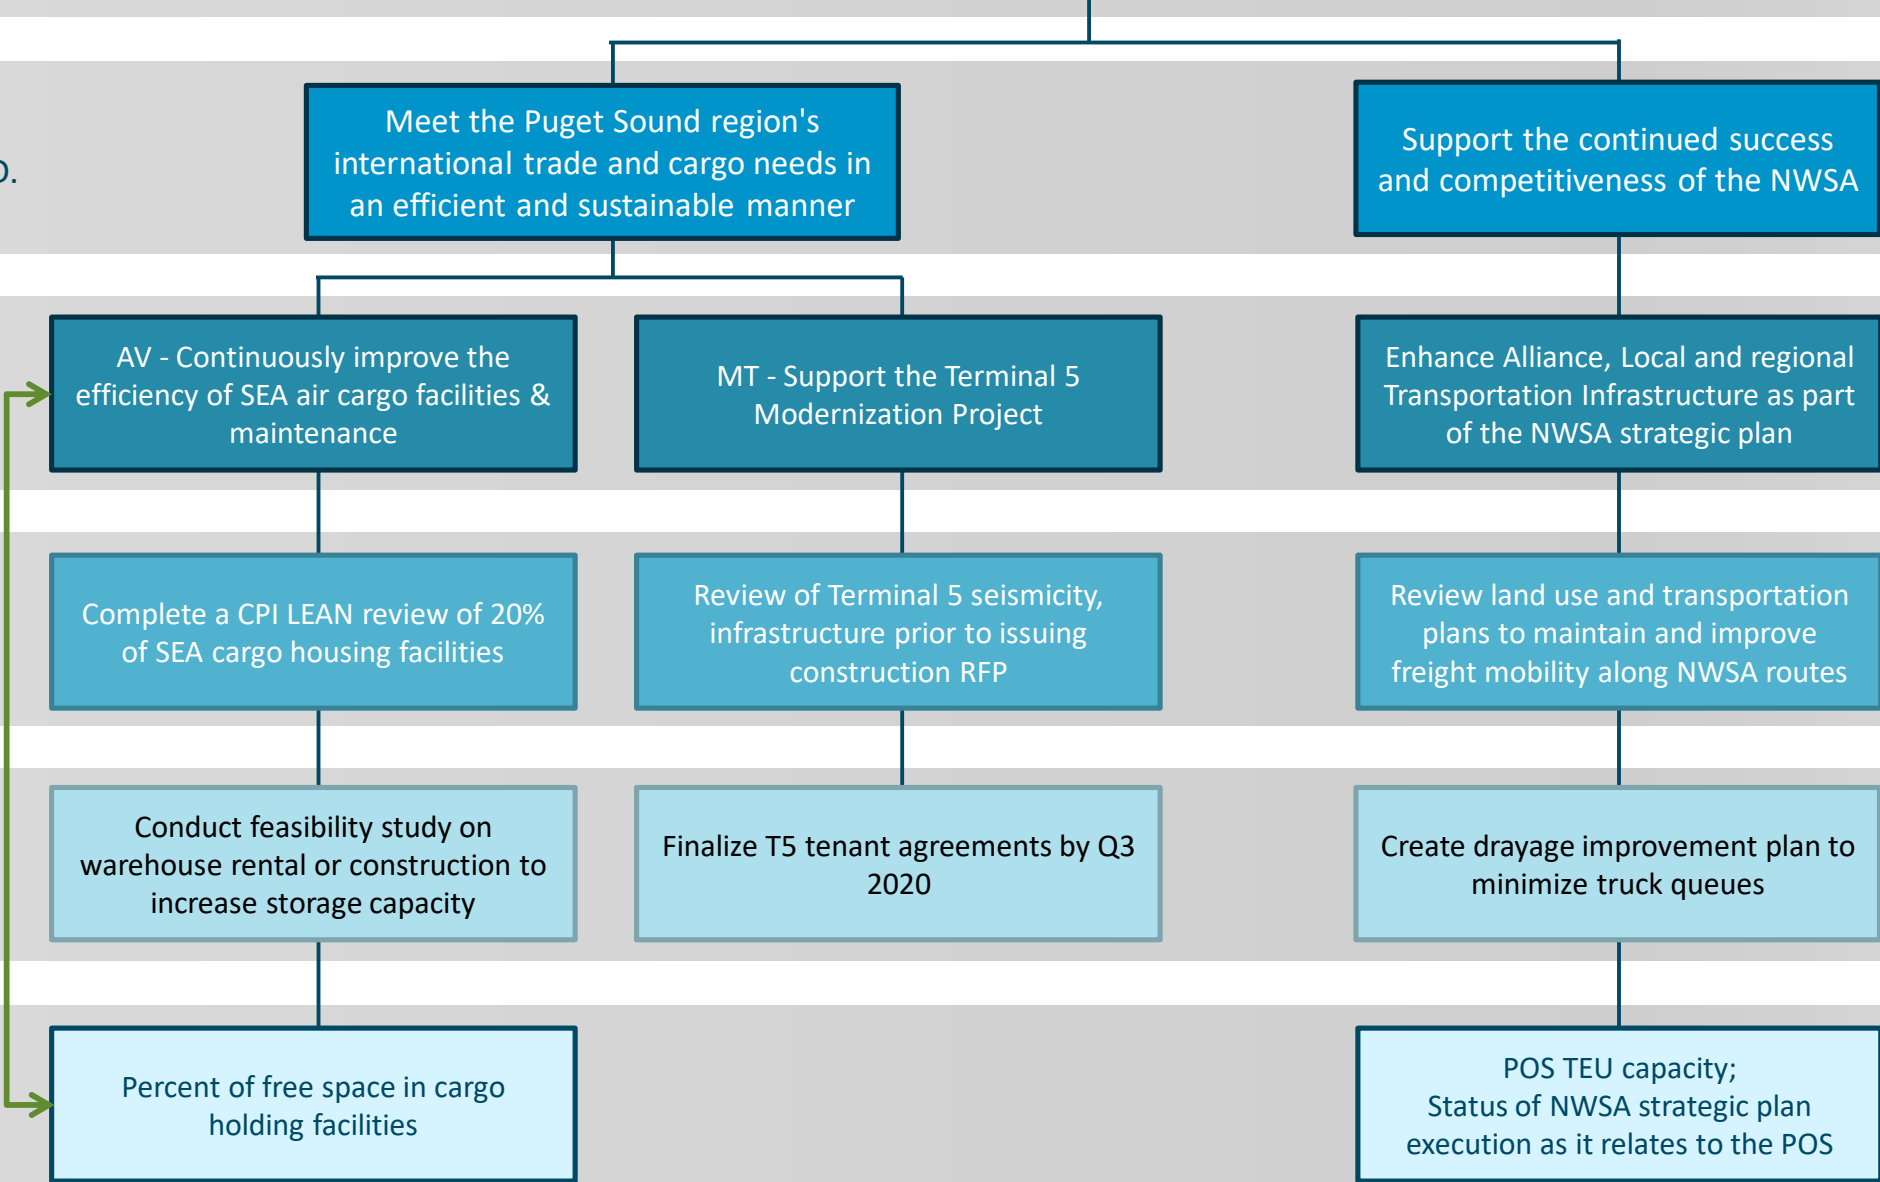 Meet the Puget Sound region's
international trade and cargo needs in
an efficient and sustainable manner
Support the continued success
and competitiveness of the NWSA
AV - Continuously improve the
efficiency of SEA air cargo facilities &
maintenance
MT - Support the Terminal 5
Modernization Project
Enhance Alliance, Local and regional
Transportation Infrastructure as part
of the NWSA strategic plan
Complete a CPI LEAN review of 20%
of SEA cargo housing facilities
Review of Terminal 5 seismicity,
infrastructure prior to issuing
construction RFP
Review land use and transportation
plans to maintain and improve
freight mobility along NWSA routes
Conduct feasibility study on
warehouse rental or construction to
increase storage capacity
Finalize T5 tenant agreements by Q3
2020
Create drayage improvement plan to
minimize truck queues
Percent of free space in cargo
holding facilities
POS TEU capacity;
Status of NWSA strategic plan
execution as it relates to the POS